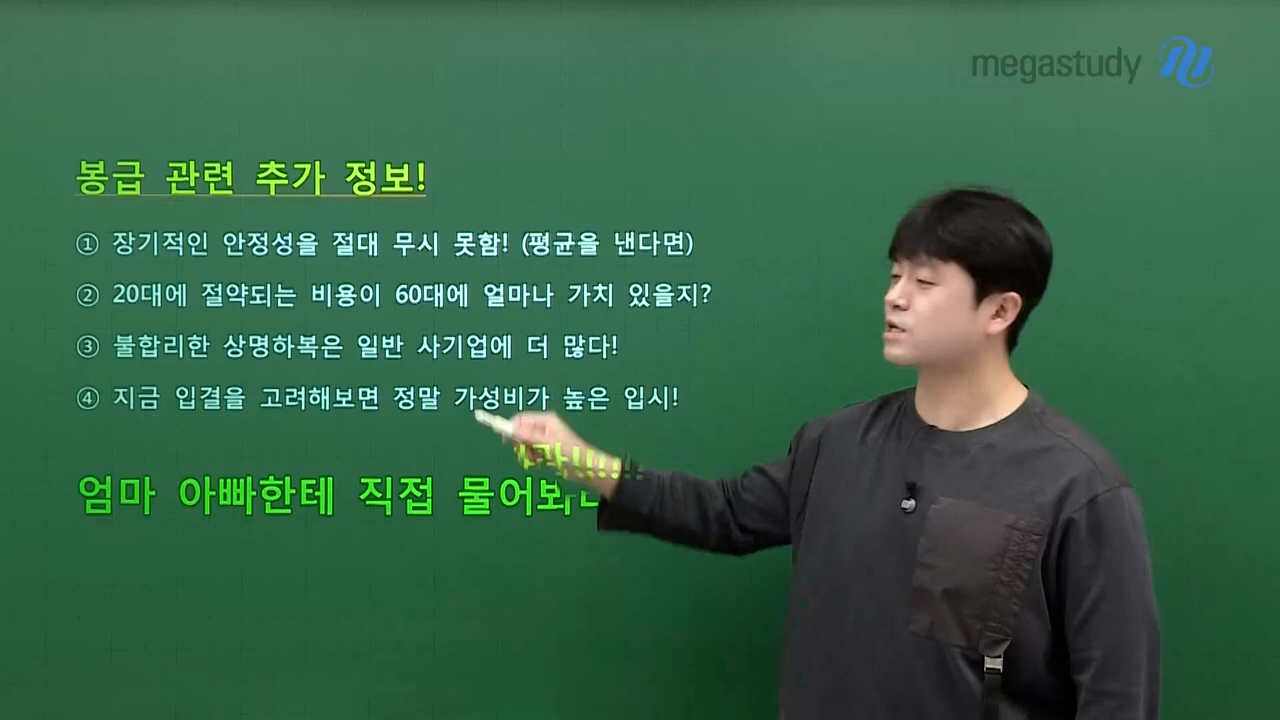 megastudy
봉급 관련 추가 정보!
① 장기적인 안정성을 절대 무시 못함! (평균을 낸다면)
② 20대에 절약되는 비용이 60대에 얼마나 가치 있을지?
③ 불합리한 상명하복은 일반 사기업에 더 많다!
④ 지금 입결을 고려해보면 정말 가성비가 높은 입시!
엄마 아빠한테 직접 물어봐